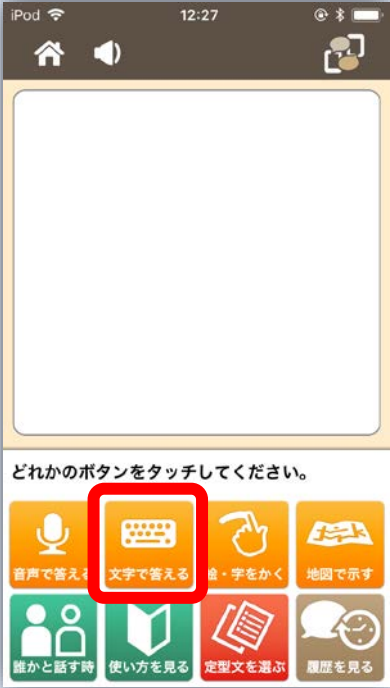 iPod 12:27
どれかのボタンをタッチしてください。
音声で答える 文字で答える 絵・字をかく 地図で示す
誰かと話す時 使い方を見る 定型文を選ぶ 履歴を見る